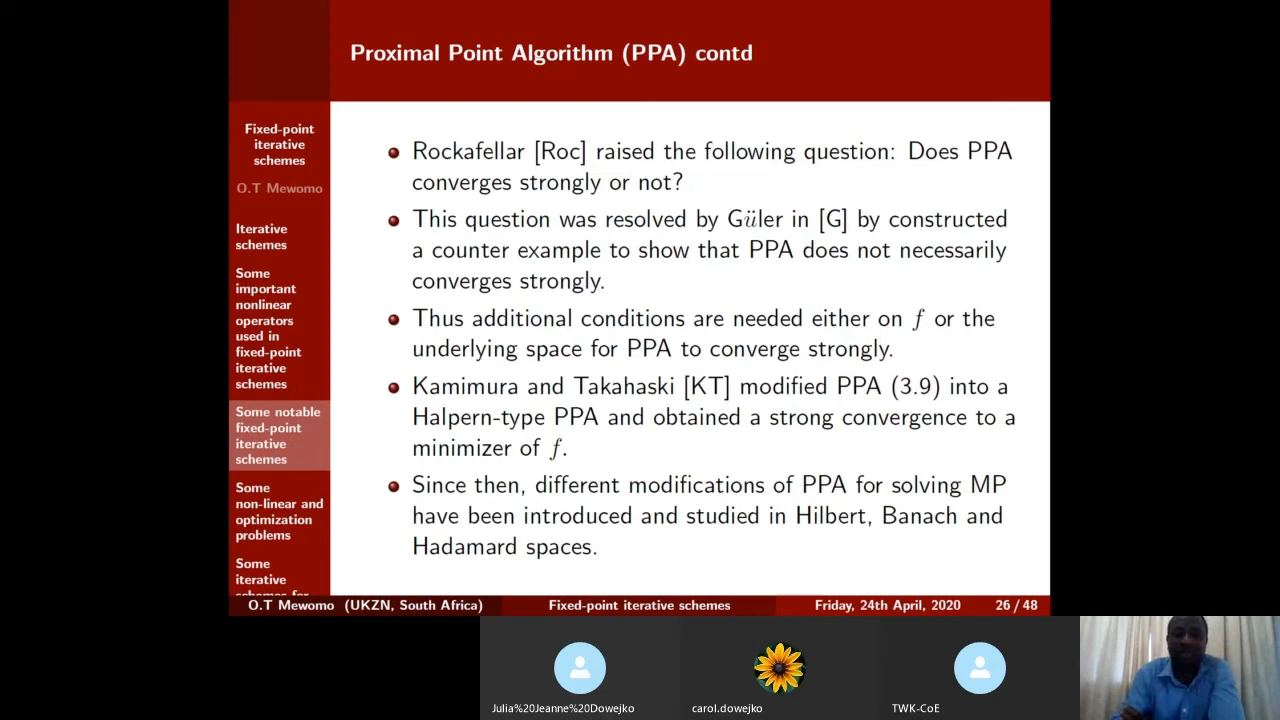 Proximal Point Algorithm (PPA) contd
Fixed-point
iterative
schemes
O.T Mewomo
Iterative
schemes
Some
important
nonlinear
operators
used in
fixed-point
iterative
schemes
Some notable
fixed-point
iterative
schemes
Some
non-linear and
optimization
problems
Some
iterative
Rockafellar [Roc] raised the following question: Does PPA
converges strongly or not?
This question was resolved by Güler in [G] by constructed
a counter example to show that PPA does not necessarily
converges strongly.
Thus additional conditions are needed either on f or the
underlying space for PPA to converge strongly.
Kamimura and Takahaski [KT] modified PPA (3.9) into a
Halpern-type PPA and obtained a strong convergence to a
minimizer of f.
Since then, different modifications of PPA for solving MP
have been introduced and studied in Hilbert, Banach and
Hadamard spaces.
O.T Mewomo (UKZN, South Africa) Fixed-point iterative schemes Friday, 24th April, 2020 26 / 48
Julia%20Jeanne%20Dowejko carol.dowejko TWK-CoE